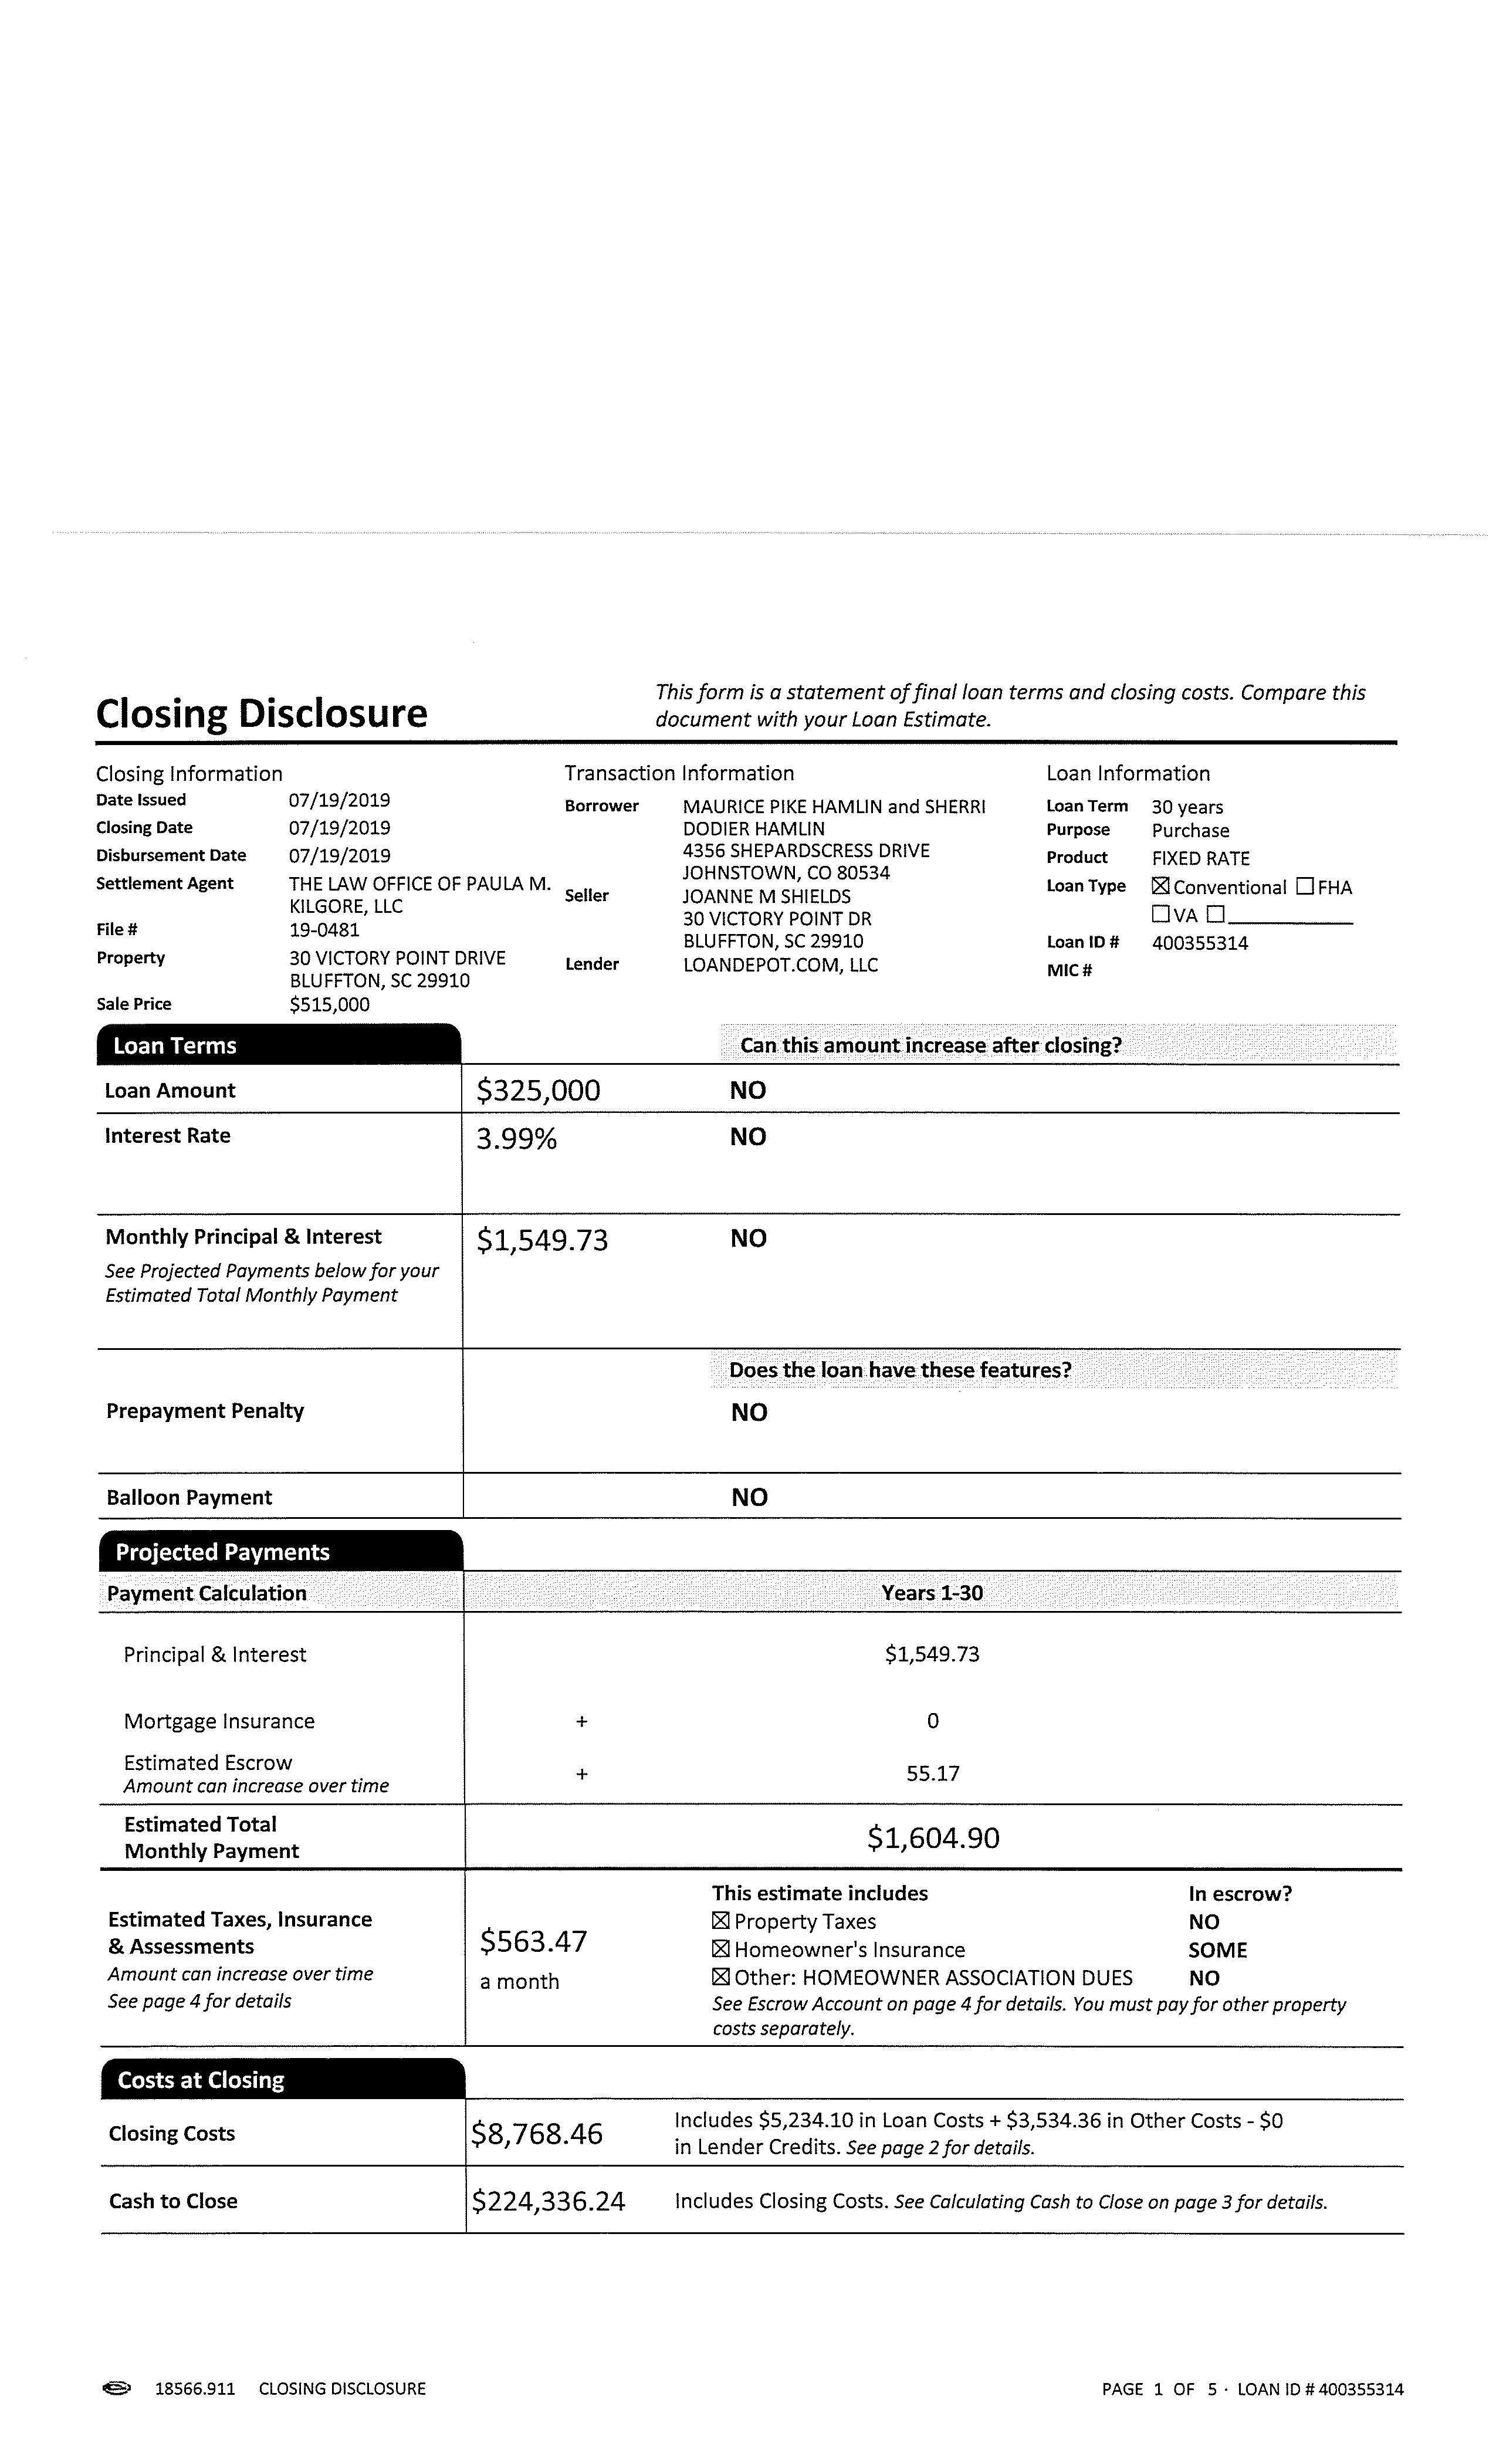 Closing Disclosure
This form is a statement of final loan terms and closing costs. Compare this
document with your Loan Estimate.
Closing Information
Date Issued 07/19/2019
Closing Date 07/19/2019
Disbursement Date 07/19/2019
Settlement Agent THE LAW OFFICE OF PAULA M.
KILGORE, LLC
File # 19-0481
Property 30 VICTORY POINT DRIVE
BLUFFTON, SC 29910
Sale Price $515,000
Transaction Information
Borrower MAURICE PIKE HAMLIN and SHERRI
DODIER HAMLIN
4356 SHEPARDSCRESS DRIVE
JOHNSTOWN, CO 80534
Seller JOANNE M SHIELDS
30 VICTORY POINT DR
BLUFFTON, SC 29910
Lender LOANDEPOT.COM, LLC
Loan Information
Loan Term 30 years
Purpose Purchase
Product FIXED RATE
Loan Type ☒ Conventional ☐ FHA
☐ VA ☐
Loan ID # 400355314
MIC #
Loan Terms Can this amount increase after closing?
Loan Amount $325,000 NO
Interest Rate 3.99% NO
Monthly Principal & Interest $1,549.73 NO
See Projected Payments below for your
Estimated Total Monthly Payment
Does the loan have these features?
Prepayment Penalty NO
Balloon Payment NO
Projected Payments
Payment Calculation Years 1-30
Principal & Interest $1,549.73
Mortgage Insurance + 0
Estimated Escrow
Amount can increase over time + 55.17
Estimated Total
Monthly Payment $1,604.90
Estimated Taxes, Insurance
& Assessments
Amount can increase over time
See page 4 for details
$563.47
a month
This estimate includes In escrow?
☒ Property Taxes NO
☒ Homeowner's Insurance SOME
☒ Other: HOMEOWNER ASSOCIATION DUES NO
See Escrow Account on page 4 for details. You must pay for other property
costs separately.
Costs at Closing
Closing Costs $8,768.46 Includes $5,234.10 in Loan Costs + $3,534.36 in Other Costs - $0
in Lender Credits. See page 2 for details.
Cash to Close $224,336.24 Includes Closing Costs. See Calculating Cash to Close on page 3 for details.
18566.911 CLOSING DISCLOSURE PAGE 1 OF 5 · LOAN ID # 400355314